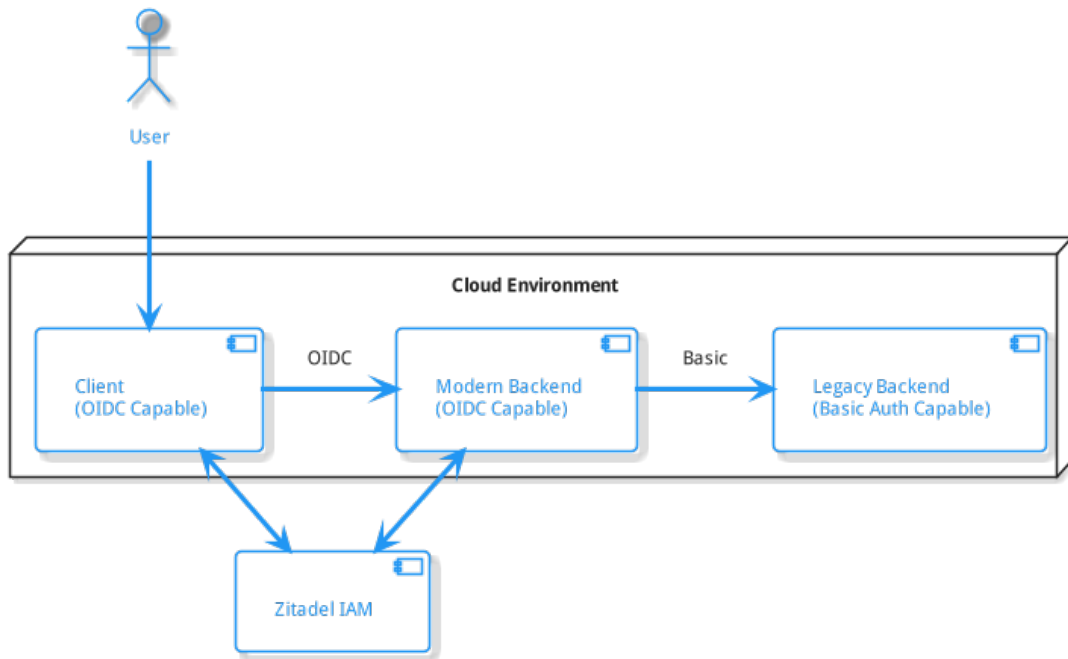 User
Cloud Environment
OIDC
Basic
Client
(OIDC Capable)
Modern Backend
(OIDC Capable)
Legacy Backend
(Basic Auth Capable)
Zitadel IAM